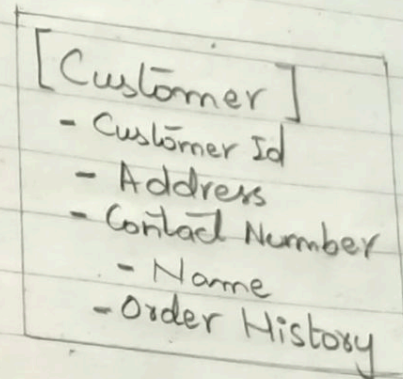 [Customer]
- Customer Id
- Address
- Contact Number
- Name
- Order History